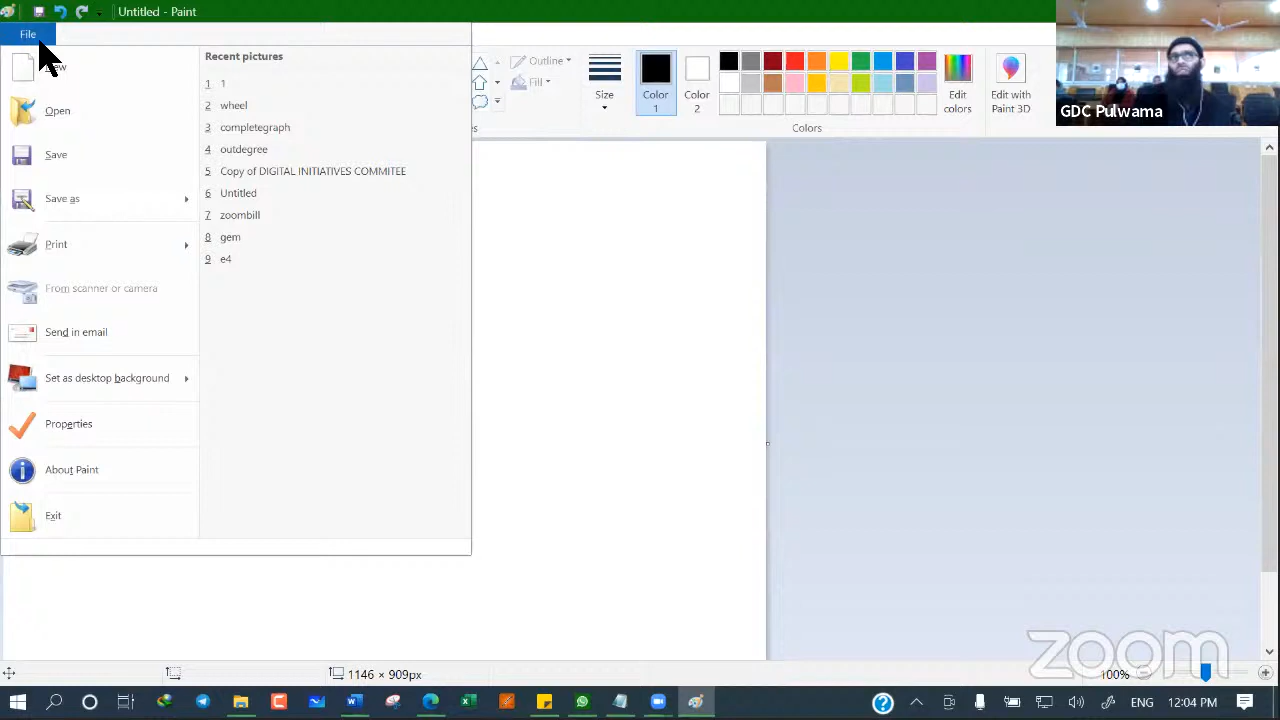 Untitled - Paint
File
Recent pictures
1 1
2 wheel
3 completegraph
4 outdegree
5 Copy of DIGITAL INITIATIVES COMMITEE
6 Untitled
7 zoombill
8 gem
9 e4
Open
Save
Save as
Print
From scanner or camera
Send in email
Set as desktop background
Properties
About Paint
Exit
Outline
Fill
Size
Color
1
Color
2
Edit
colors
Edit with
Paint 3D
Colors
GDC Pulwama
zoom
1146 × 909px
100%
ENG
12:04 PM